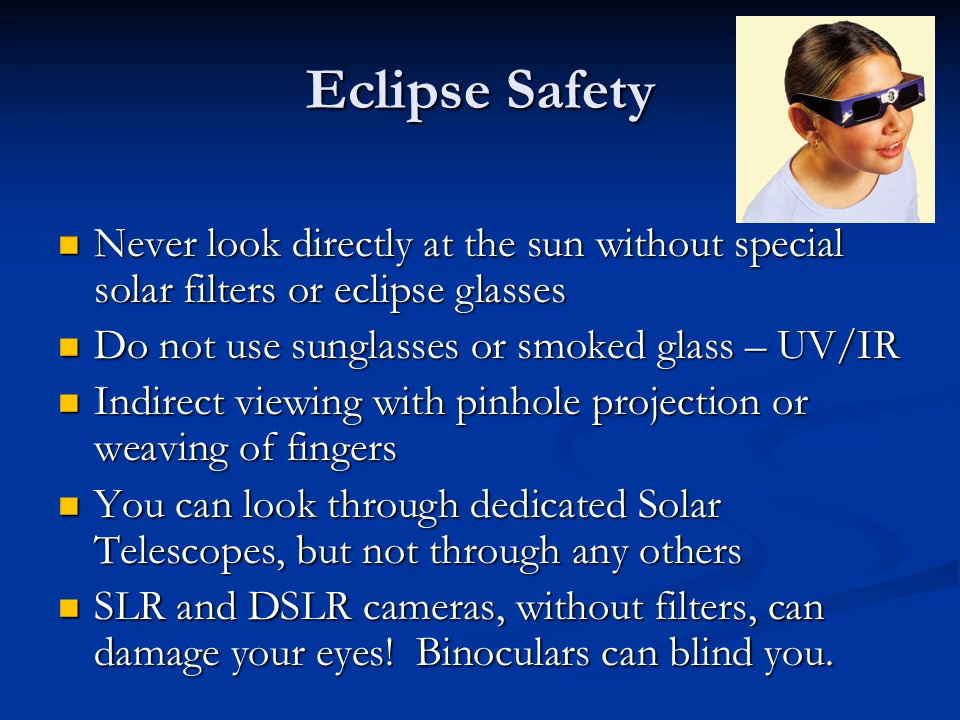 Eclipse Safety
Never look directly at the sun without special
solar filters or eclipse glasses
Do not use sunglasses or smoked glass – UV/IR
Indirect viewing with pinhole projection or
weaving of fingers
You can look through dedicated Solar
Telescopes, but not through any others
SLR and DSLR cameras, without filters, can
damage your eyes!  Binoculars can blind you.